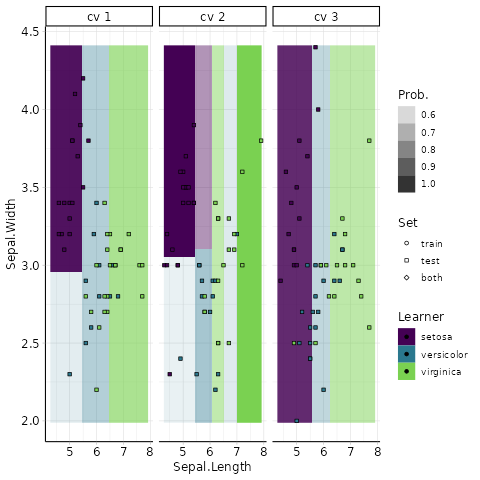 cv 1 cv 2 cv 3
4.5
4.0
3.5
3.0
2.5
2.0
Sepal.Width
5 6 7 8 5 6 7 8 5 6 7 8
Sepal.Length
Prob.
0.6
0.7
0.8
0.9
1.0
Set
train
test
both
Learner
setosa
versicolor
virginica